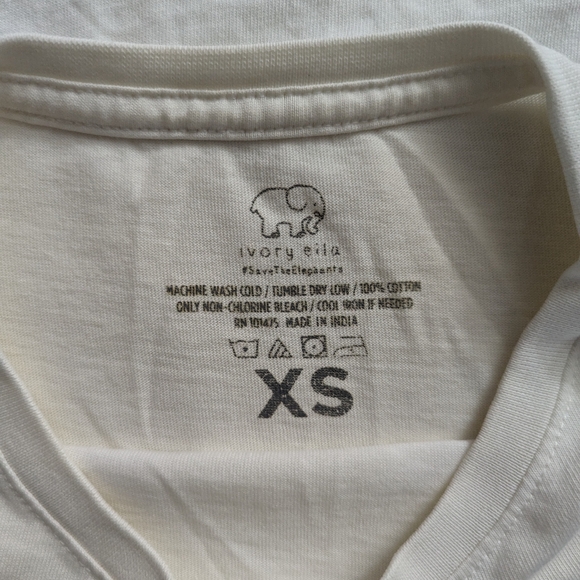 ivory ella
#SaveTheElephants
MACHINE WASH COLD / TUMBLE DRY LOW / 100% COTTON
ONLY NON-CHLORINE BLEACH / COOL IRON IF NEEDED
RN 101475 MADE IN INDIA
XS